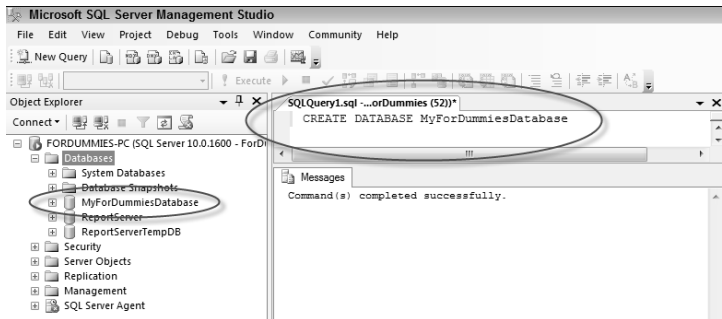 Microsoft SQL Server Management Studio
File Edit View Project Debug Tools Window Community Help
New Query
Execute
Object Explorer
Connect
FORDUMMIES-PC (SQL Server 10.0.1600 - ForD
Databases
System Databases
Database Snapshots
MyForDummiesDatabase
ReportServer
ReportServerTempDB
Security
Server Objects
Replication
Management
SQL Server Agent
SQLQuery1.sql -...orDummies (52))*
CREATE DATABASE MyForDummiesDatabase
Messages
Command(s) completed successfully.